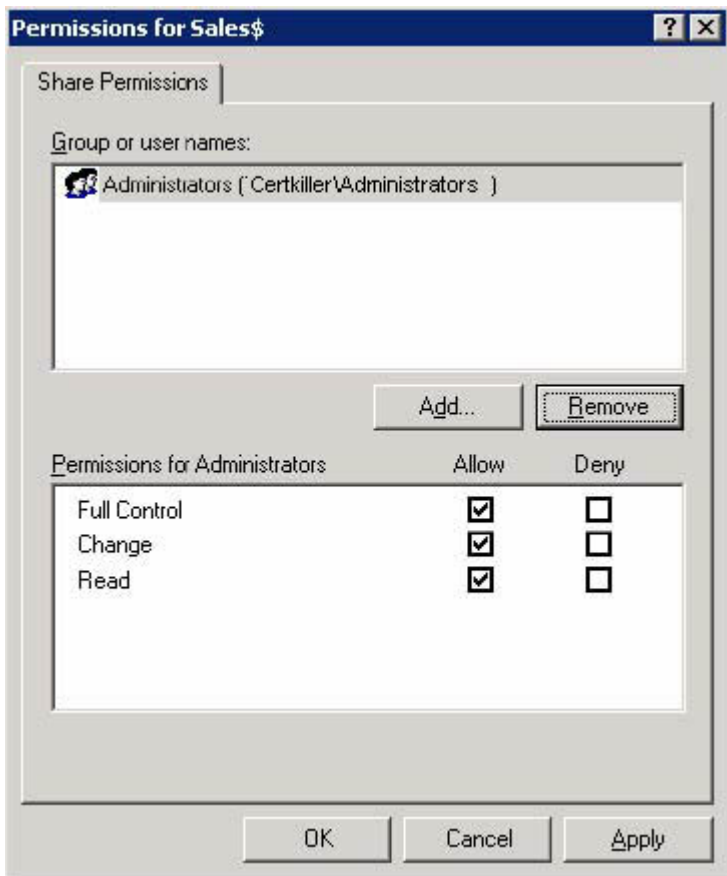 Permissions for Sales$
Share Permissions
Group or user names:
Administrators (`Certkiller\Administrators )
Add... Remove
Permissions for Administrators Allow Deny
Full Control
Change
Read
OK Cancel Apply